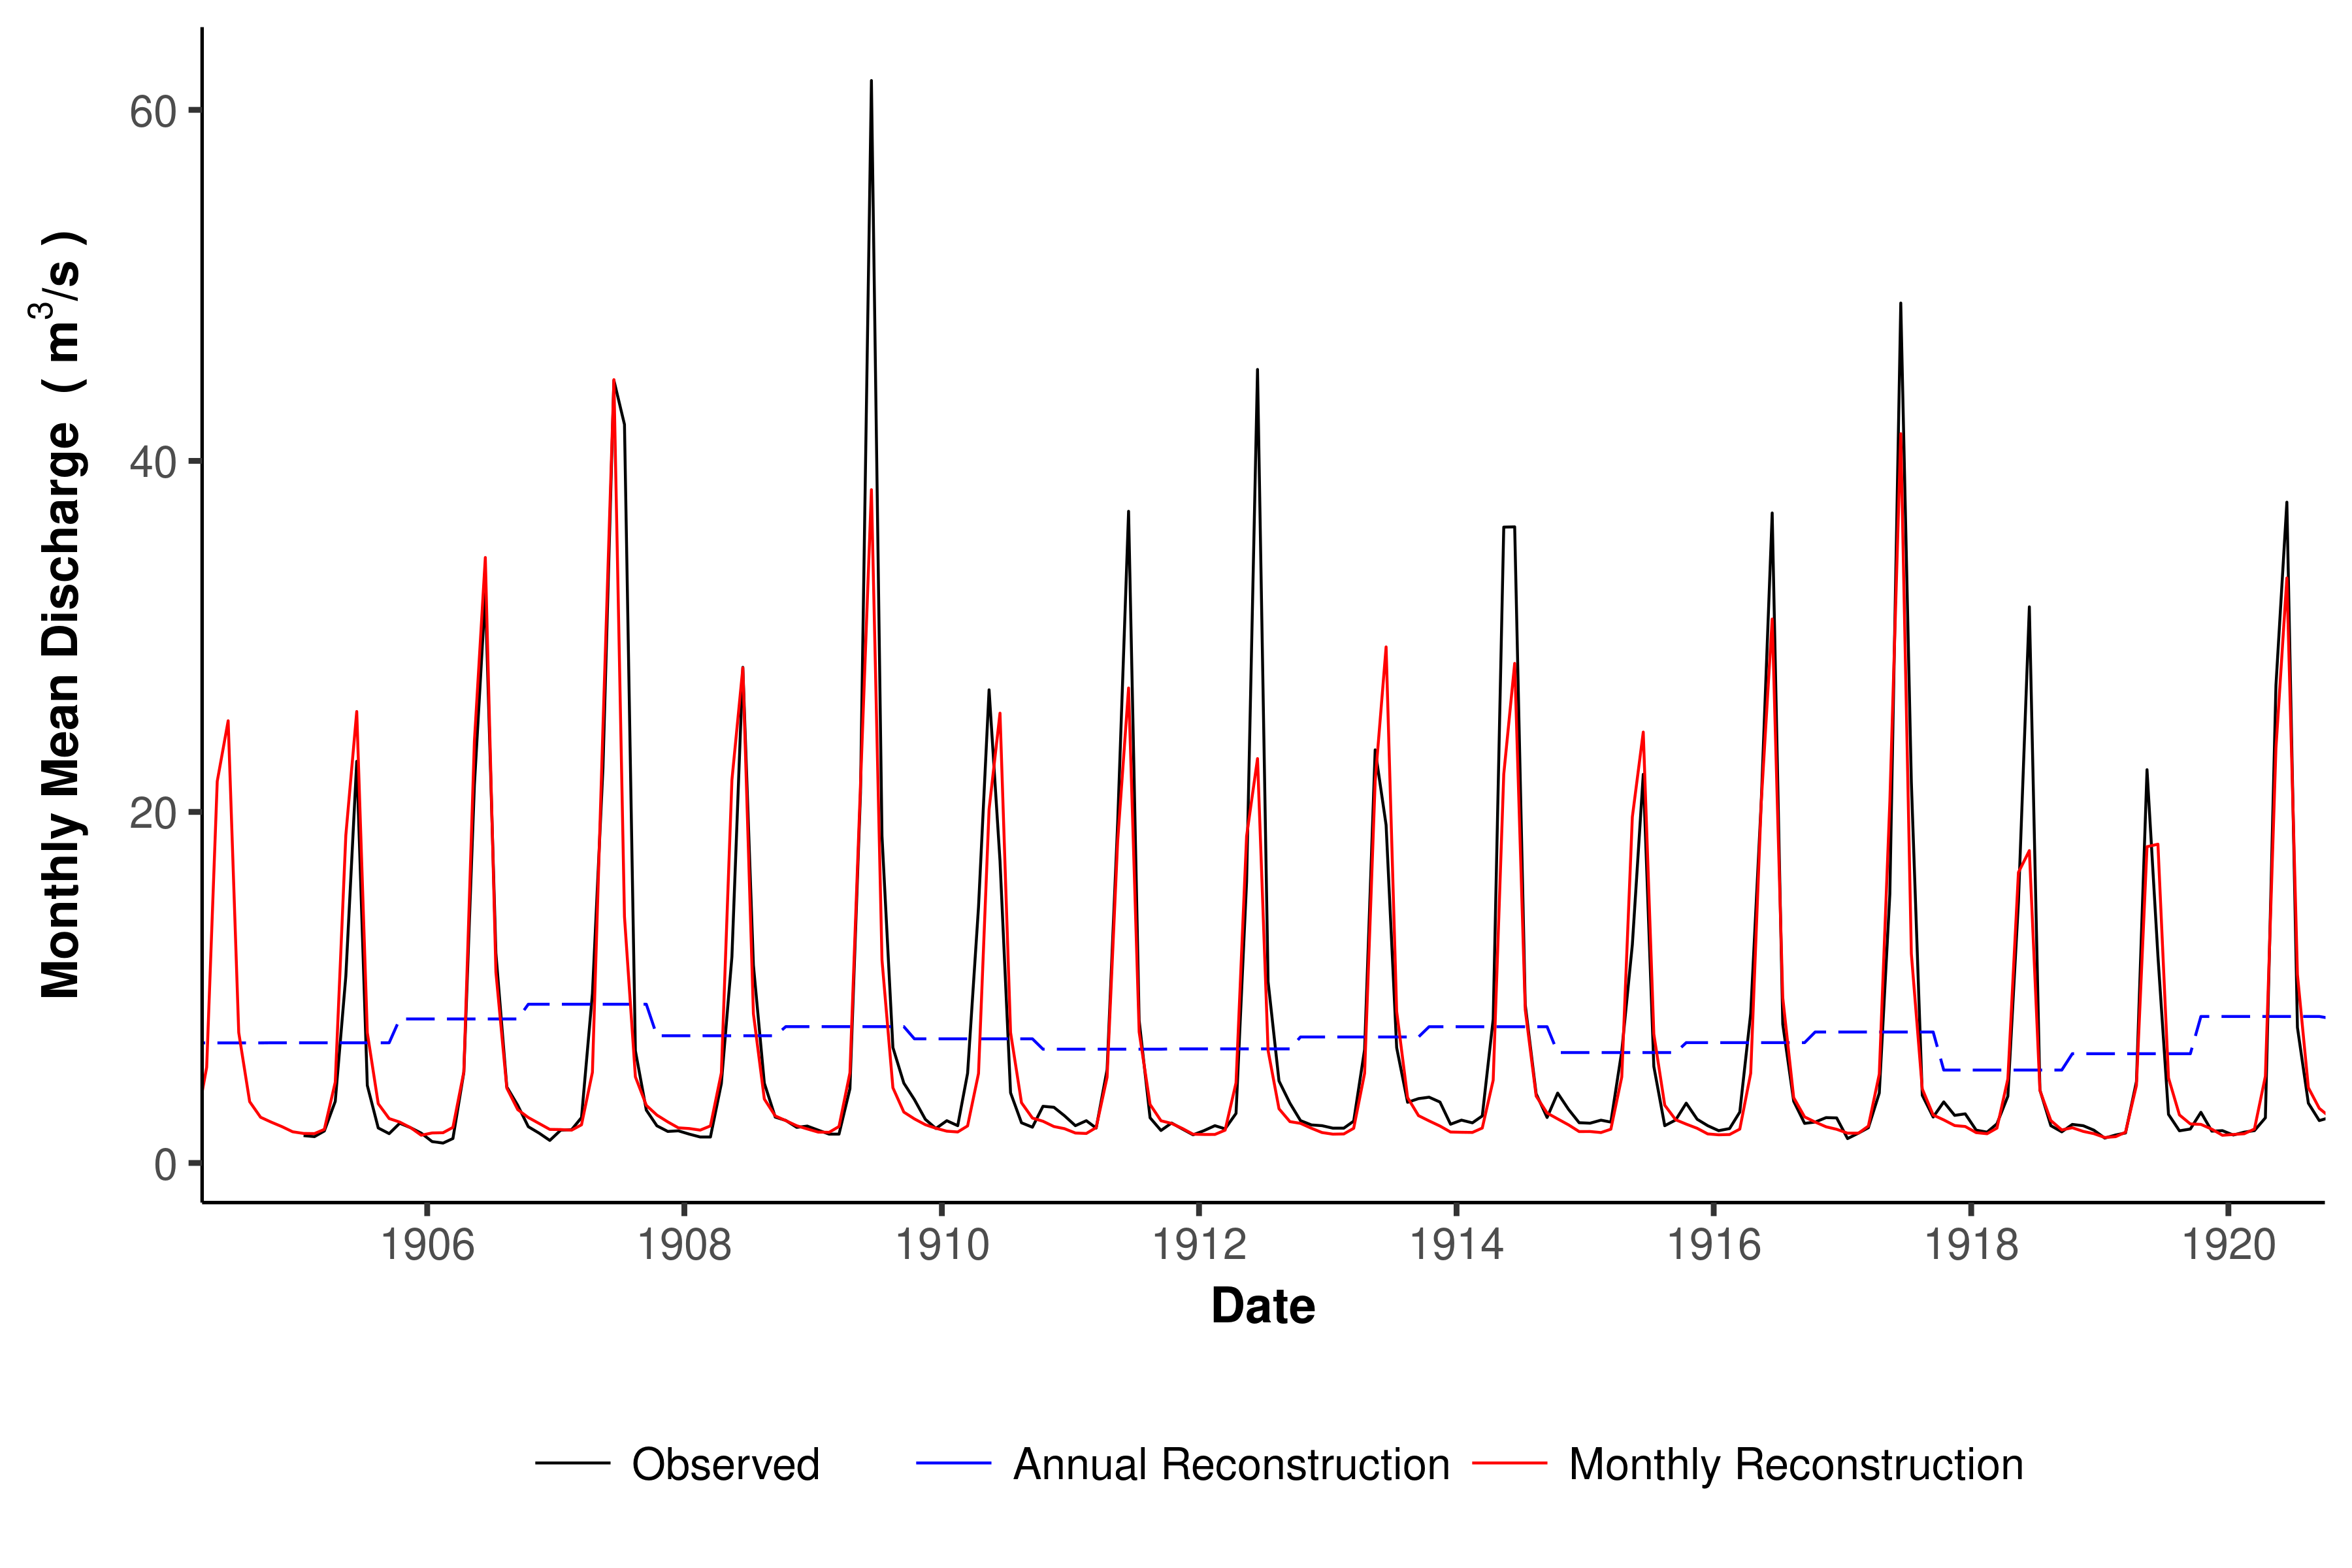 Monthly Mean Discharge ( m³/s )
60
40
20
0
1906 1908 1910 1912 1914 1916 1918 1920
Date
Observed Annual Reconstruction Monthly Reconstruction